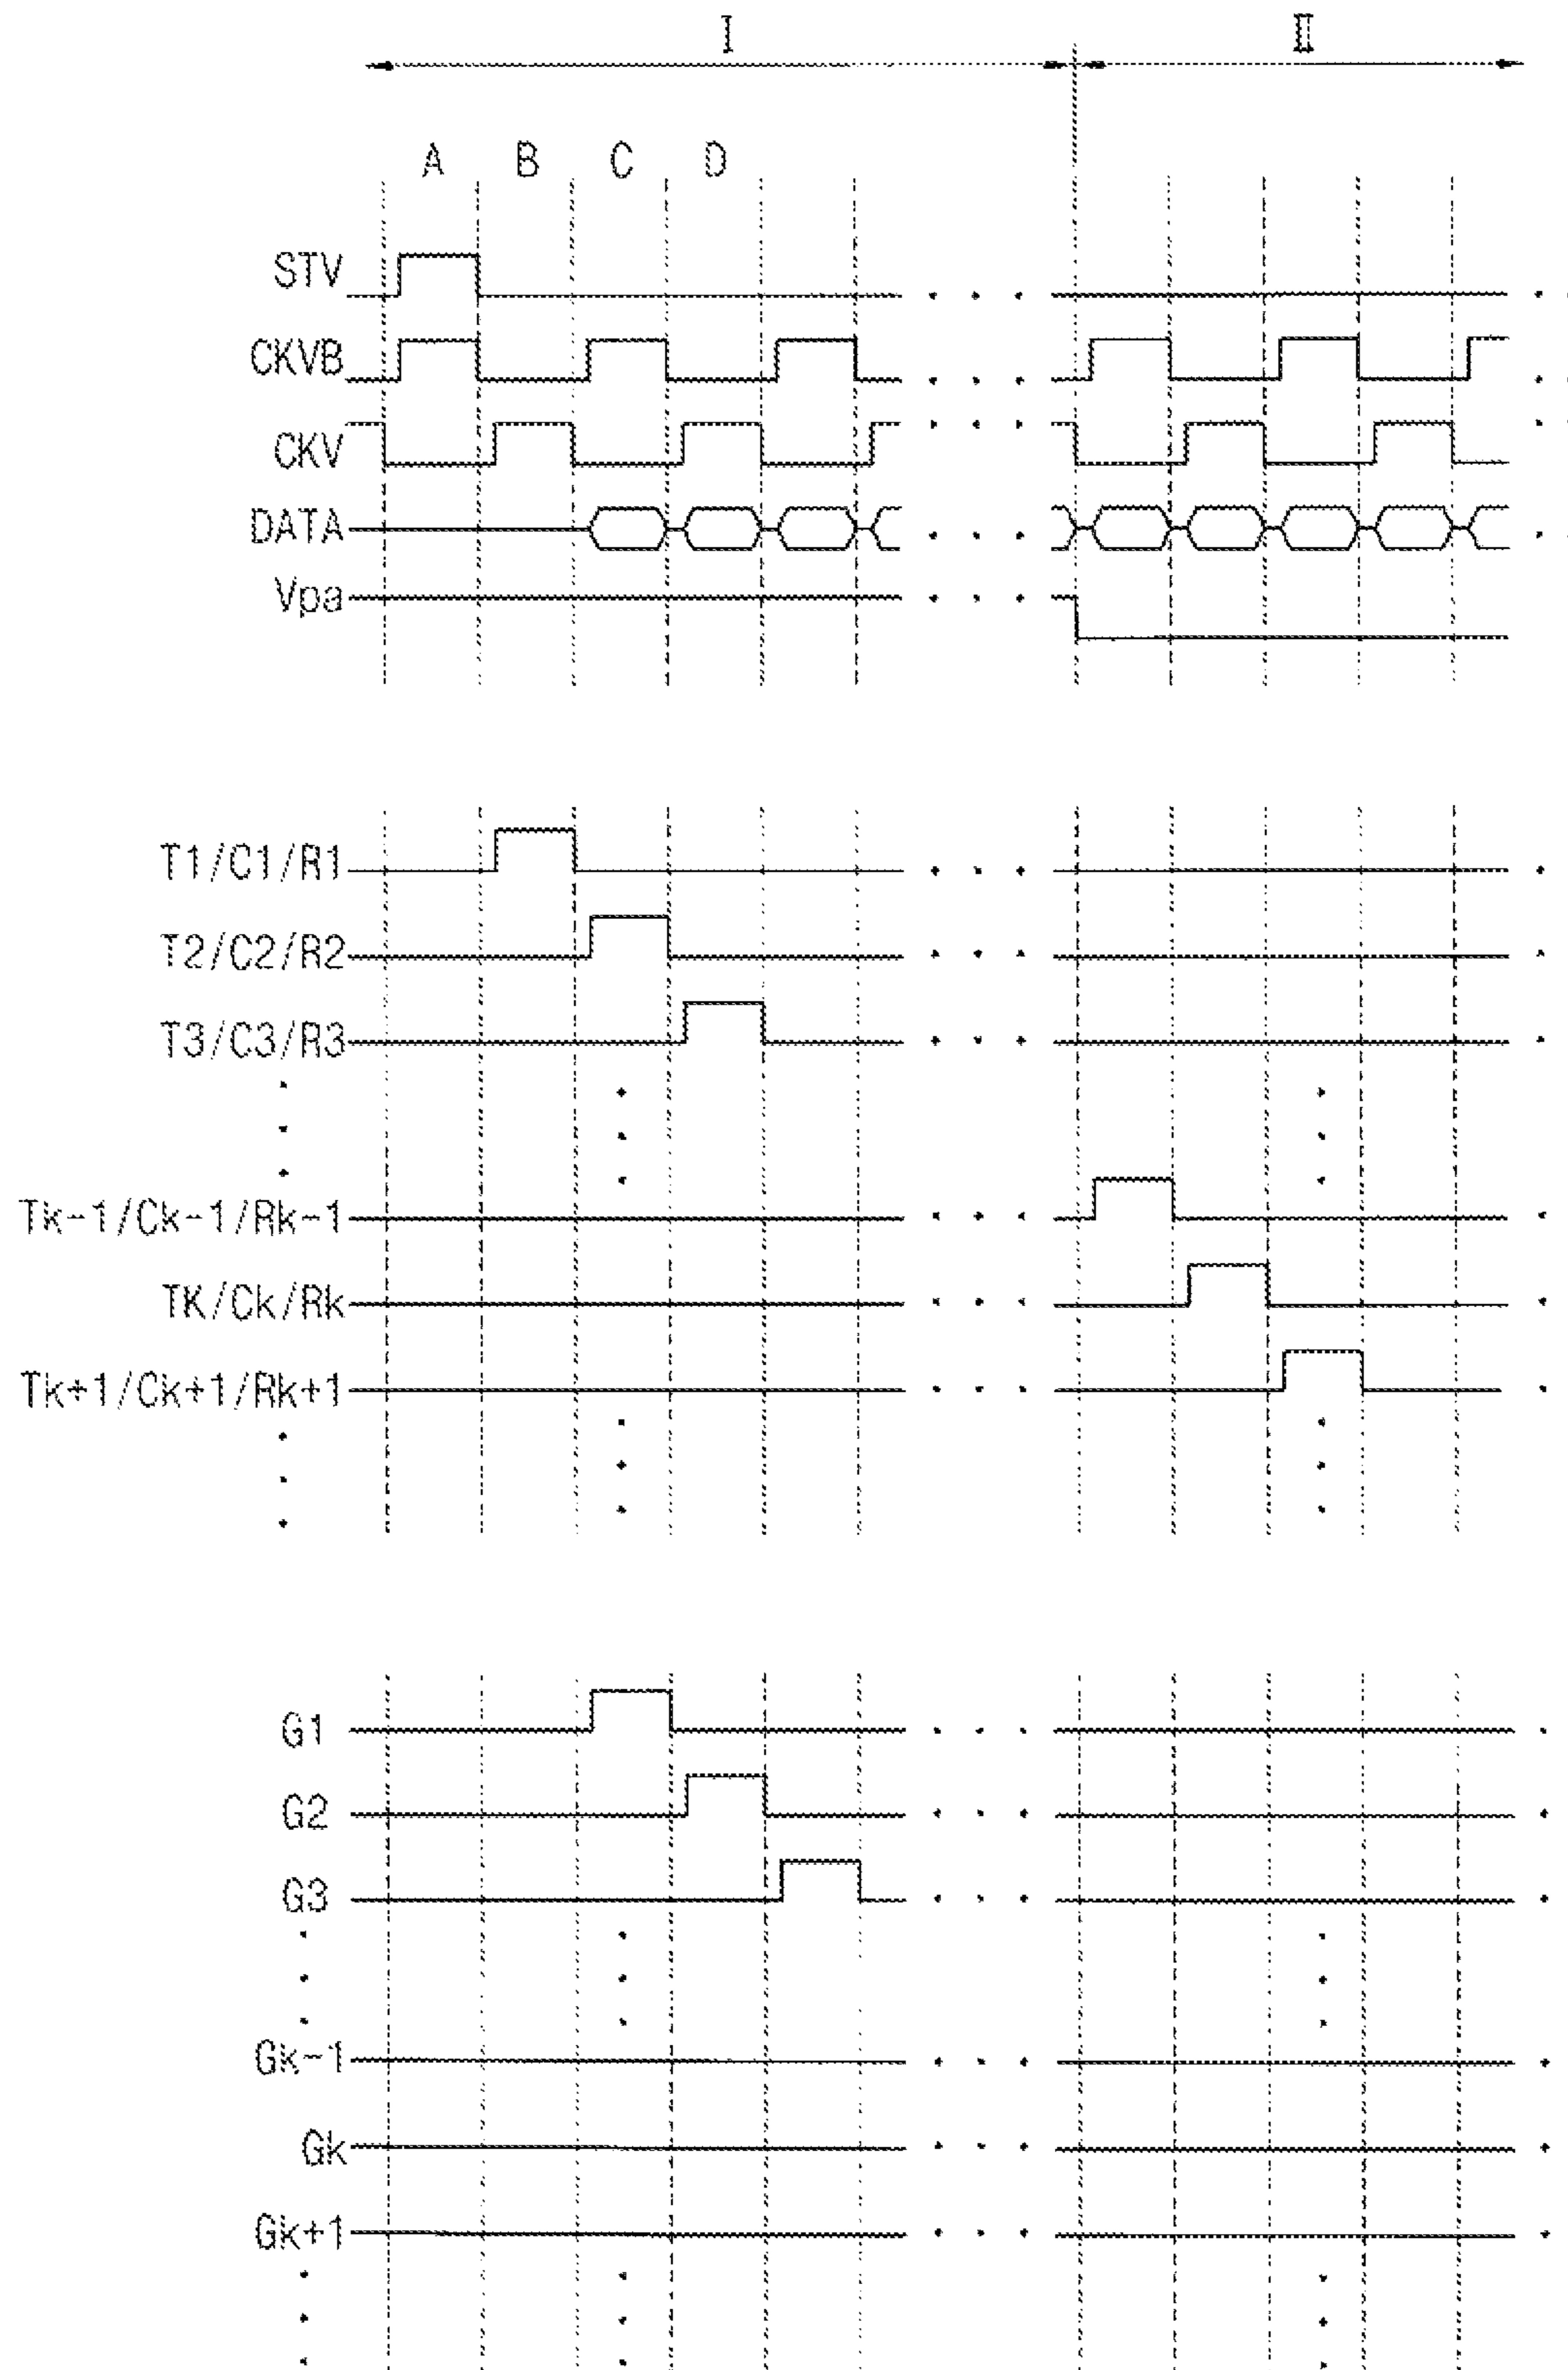 I II
A B C D
STV
CKVB
CKV
DATA
Vpa
T1/C1/R1
T2/C2/R2
T3/C3/R3
Tk-1/Ck-1/Rk-1
TK/Ck/Rk
Tk+1/Ck+1/Rk+1
G1
G2
G3
Gk-1
Gk
Gk+1